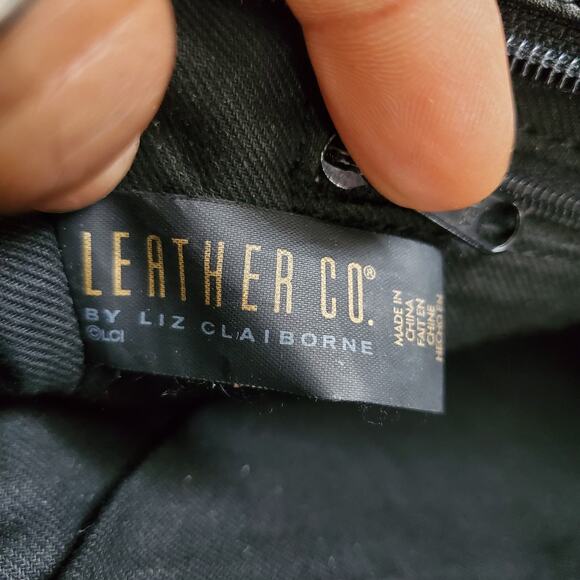 LEATHER CO.®
BY LIZ CLAIBORNE
©LCI
MADE IN
CHINA
FAIT EN
CHINE
HECHO EN